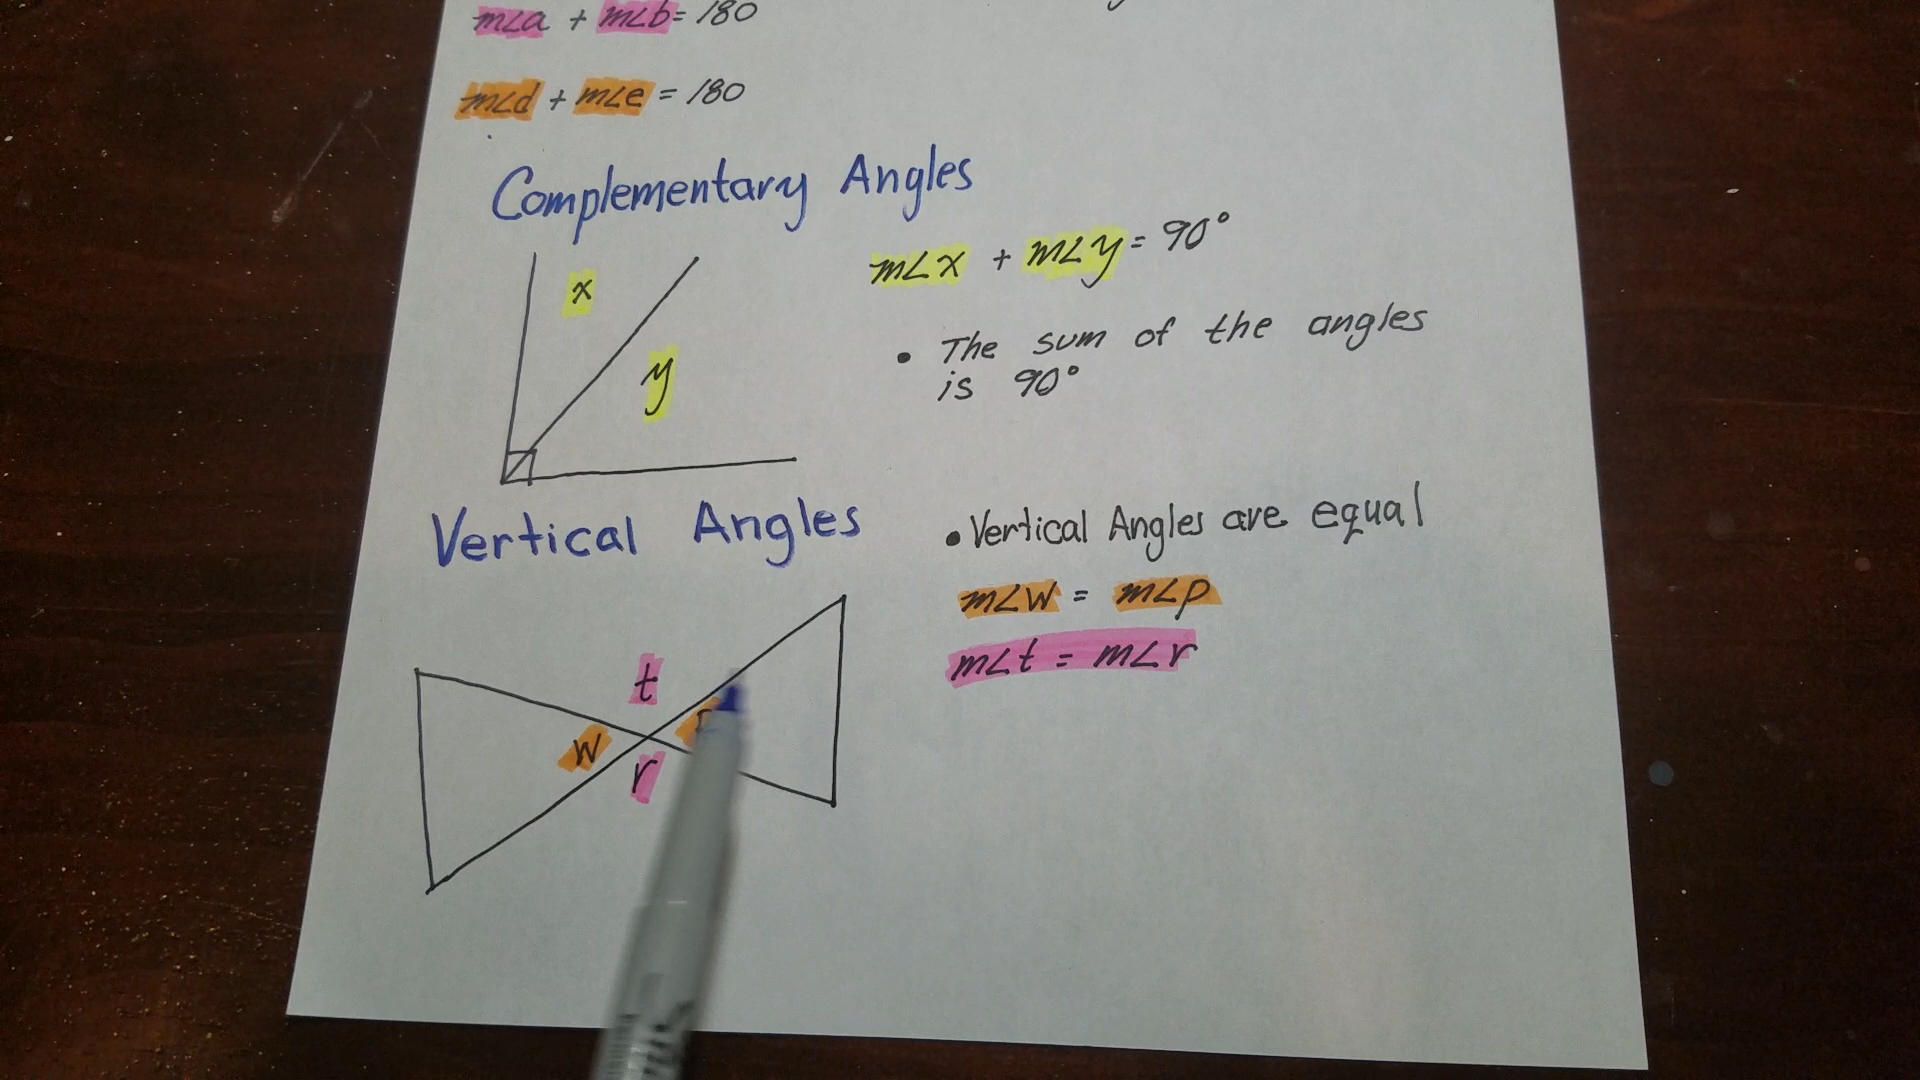 m∠a + m∠b = 180
m∠d + m∠e = 180
Complementary Angles
x
y
m∠x + m∠y = 90°
• The sum of the angles
is 90°
Vertical Angles
• Vertical Angles are equal
m∠w = m∠p
m∠t = m∠r
t
w
r